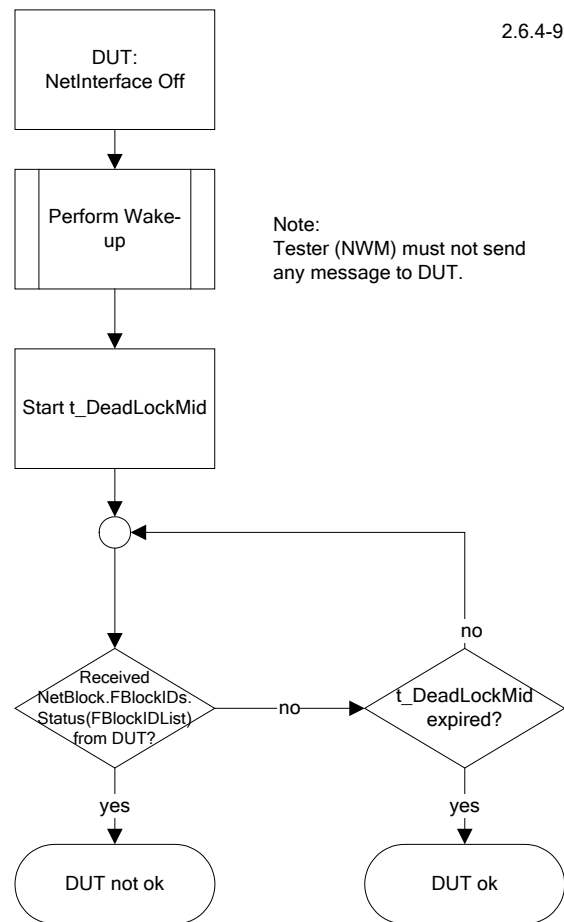 2.6.4-9
DUT:
NetInterface Off
Perform Wake-
up
Note:
Tester (NWM) must not send
any message to DUT.
Start t_DeadLockMid
no
Received
NetBlock.FBlockIDs.
Status(FBlockIDList)
from DUT?
no
t_DeadLockMid
expired?
yes
yes
DUT not ok
DUT ok